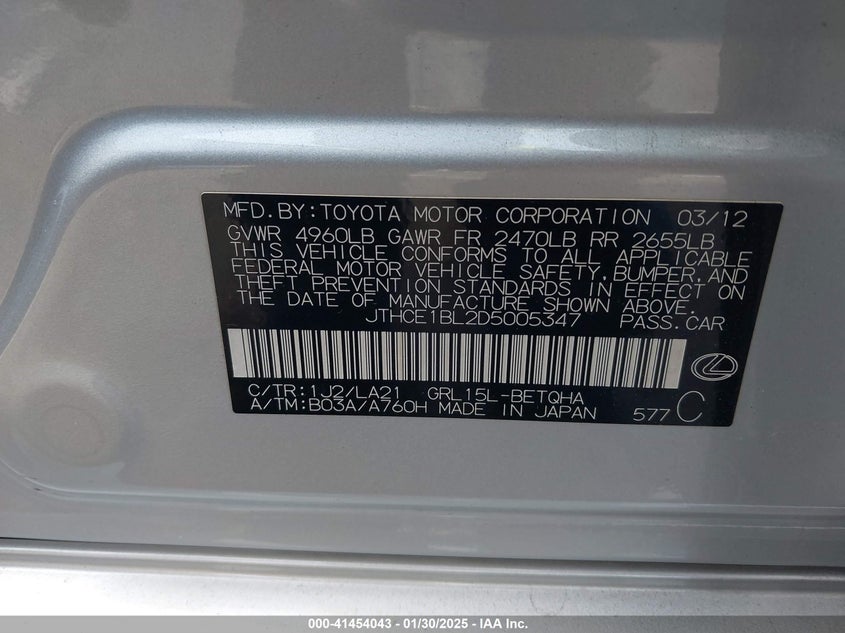 MFD.BY:TOYOTA MOTOR CORPORATION 03/12
GVWR 4960LB GAWR FR 2470LB RR 2655LB
THIS VEHICLE CONFORMS TO ALL APPLICABLE
FEDERAL MOTOR VEHICLE SAFETY,BUMPER,AND
THEFT PREVENTION STANDARDS IN EFFECT ON
THE DATE OF MANUFACTURE SHOWN ABOVE.
JTHCE1BL2D5005347 PASS.CAR
C/TR:1J2/LA21 GRL15L-BETQHA
A/TM:B03A/A760H MADE IN JAPAN 577 C
000-41454043 — 01/30/2025 — IAA Inc.